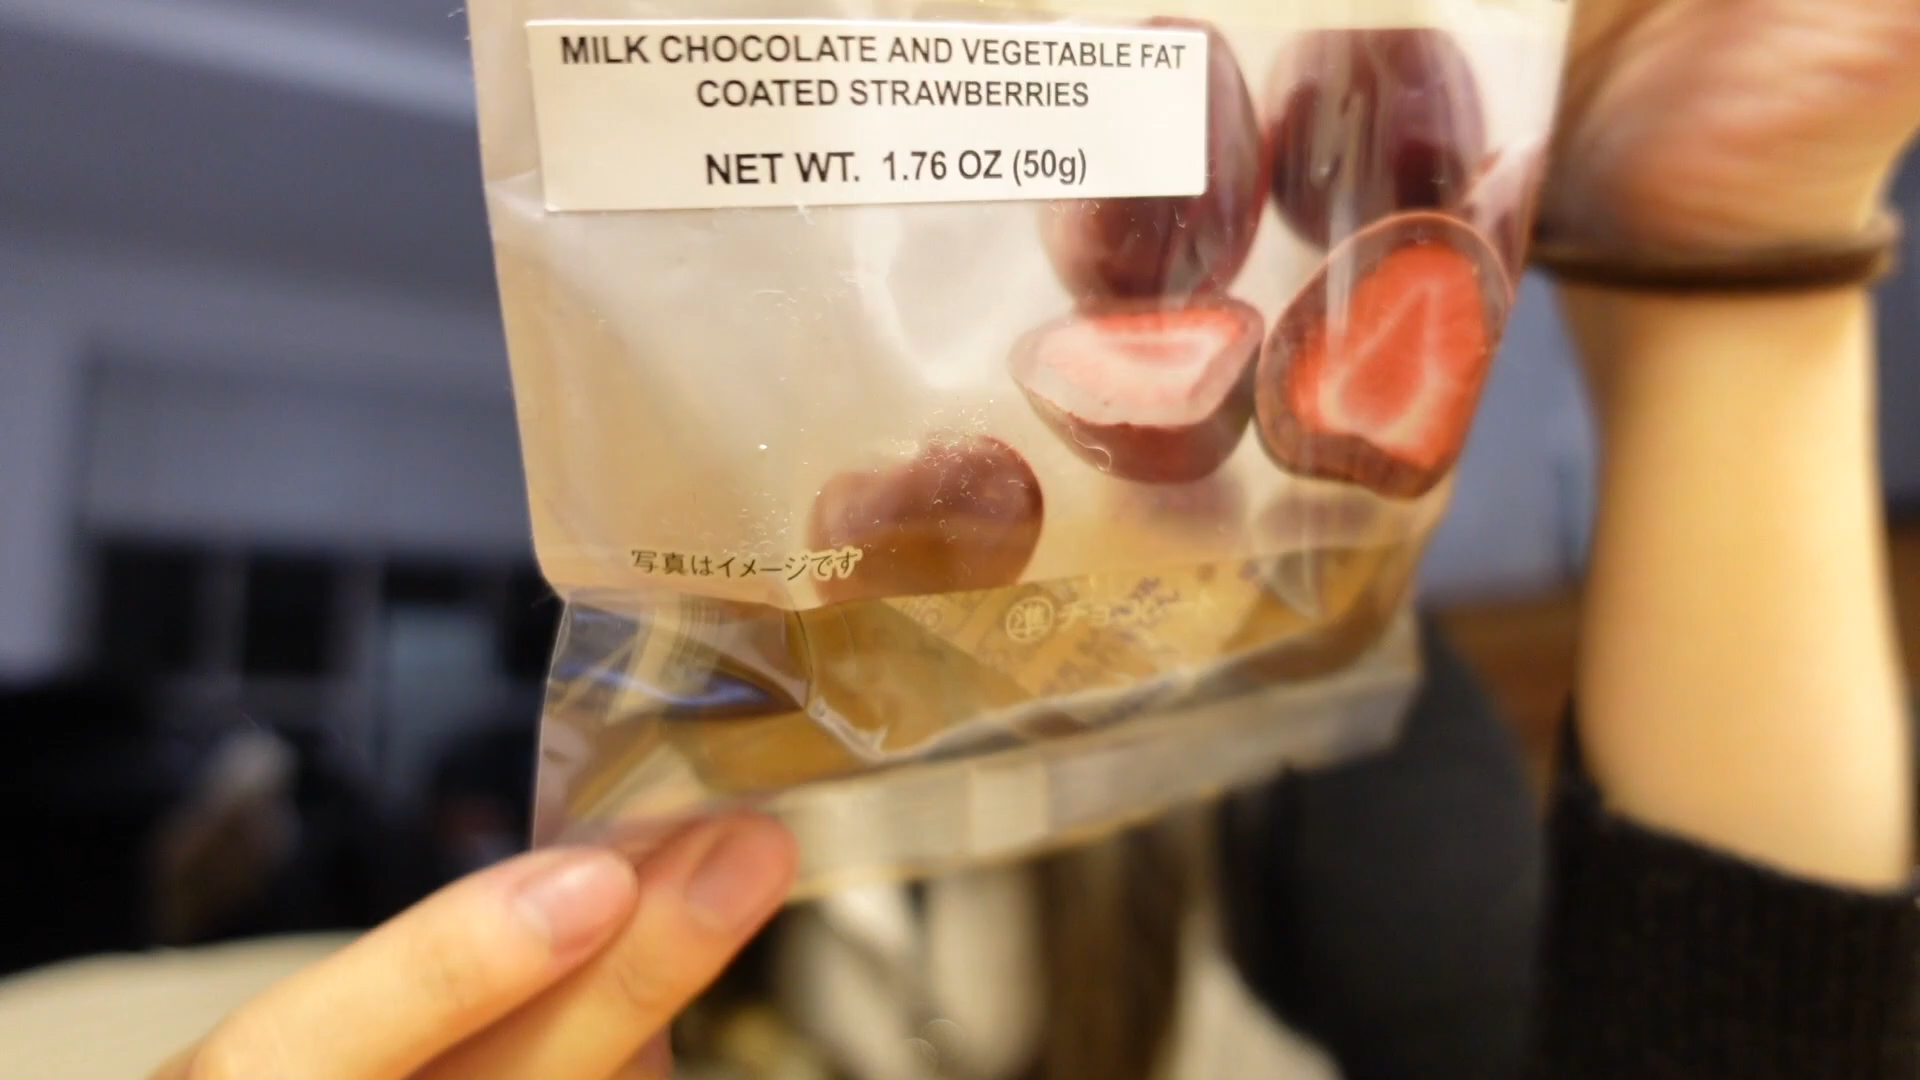 MILK CHOCOLATE AND VEGETABLE FAT
COATED STRAWBERRIES
NET WT. 1.76 OZ (50g)
写真はイメージです
準